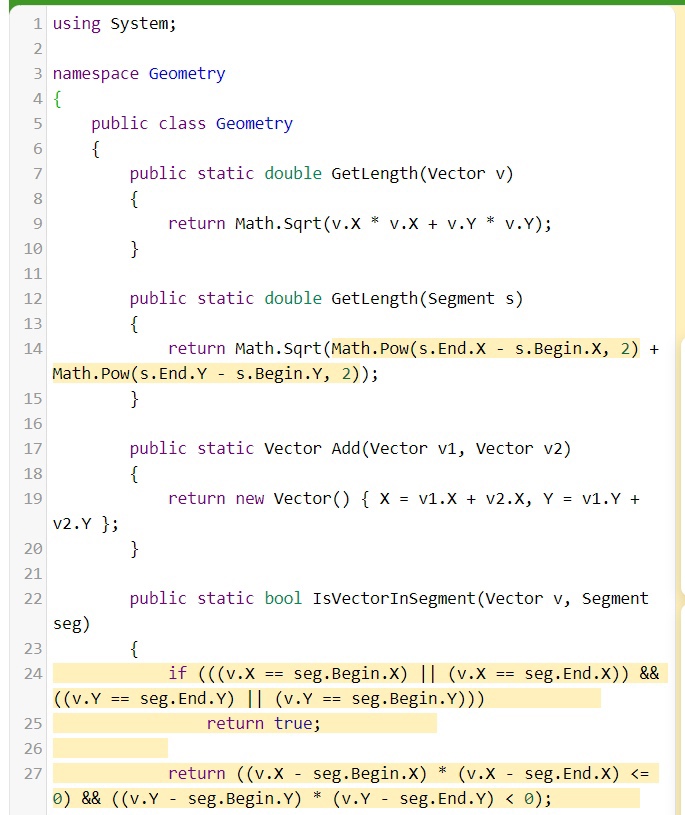 1 using System;
2
3 namespace Geometry
4 {
5     public class Geometry
6     {
7         public static double GetLength(Vector v)
8         {
9             return Math.Sqrt(v.X * v.X + v.Y * v.Y);
10         }
11
12         public static double GetLength(Segment s)
13         {
14             return Math.Sqrt(Math.Pow(s.End.X - s.Begin.X, 2) +
Math.Pow(s.End.Y - s.Begin.Y, 2));
15         }
16
17         public static Vector Add(Vector v1, Vector v2)
18         {
19             return new Vector() { X = v1.X + v2.X, Y = v1.Y +
v2.Y };
20         }
21
22         public static bool IsVectorInSegment(Vector v, Segment
seg)
23         {
24             if (((v.X == seg.Begin.X) || (v.X == seg.End.X)) &&
((v.Y == seg.End.Y) || (v.Y == seg.Begin.Y)))
25                 return true;
26
27             return ((v.X - seg.Begin.X) * (v.X - seg.End.X) <=
0) && ((v.Y - seg.Begin.Y) * (v.Y - seg.End.Y) < 0);